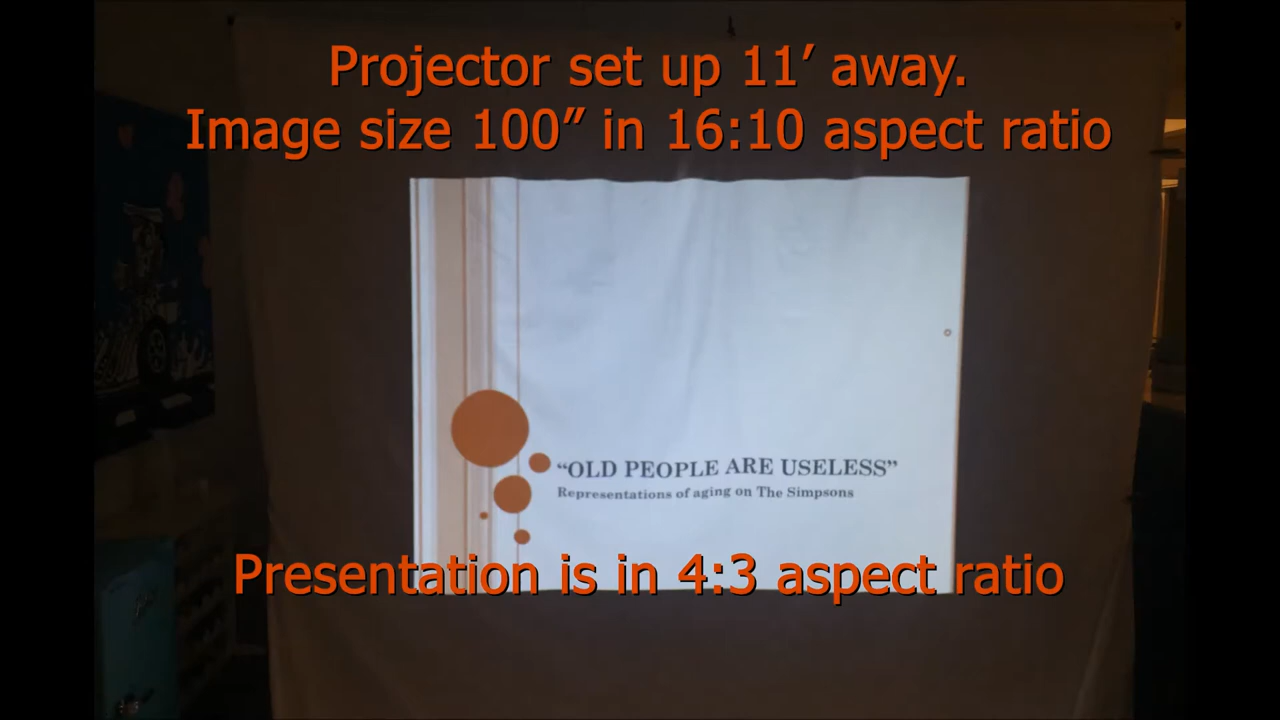 Projector set up 11’ away.
Image size 100” in 16:10 aspect ratio
“OLD PEOPLE ARE USELESS”
Representations of aging on The Simpsons
Presentation is in 4:3 aspect ratio